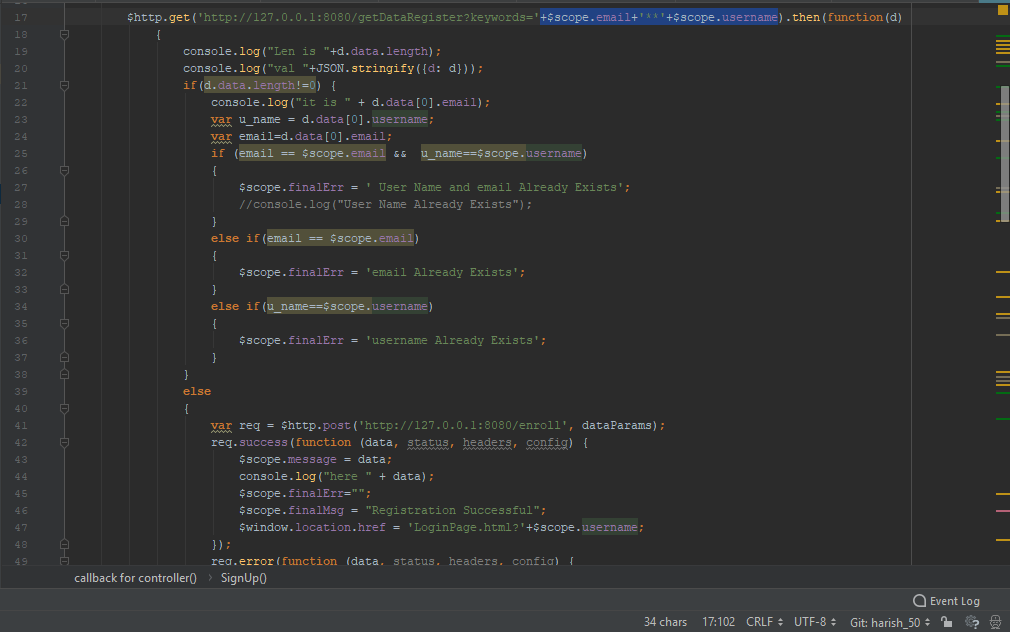 17 $http.get('http://127.0.0.1:8080/getDataRegister?keywords='+$scope.email+'***'+$scope.username).then(function(d)
18 {
19 console.log("Len is "+d.data.length);
20 console.log("val "+JSON.stringify({d: d}));
21 if(d.data.length!=0) {
22 console.log("it is " + d.data[0].email);
23 var u_name = d.data[0].username;
24 var email=d.data[0].email;
25 if (email == $scope.email && u_name==$scope.username)
26 {
27 $scope.finalErr = ' User Name and email Already Exists';
28 //console.log("User Name Already Exists");
29 }
30 else if(email == $scope.email)
31 {
32 $scope.finalErr = 'email Already Exists';
33 }
34 else if(u_name==$scope.username)
35 {
36 $scope.finalErr = 'username Already Exists';
37 }
38 }
39 else
40 {
41 var req = $http.post('http://127.0.0.1:8080/enroll', dataParams);
42 req.success(function (data, status, headers, config) {
43 $scope.message = data;
44 console.log("here " + data);
45 $scope.finalErr="";
46 $scope.finalMsg = "Registration Successful";
47 $window.location.href = 'LoginPage.html?'+$scope.username;
48 });
49 req.error(function (data, status, headers, config) {
callback for controller() › SignUp()
Event Log
34 chars 17:102 CRLF UTF-8 Git: harish_50